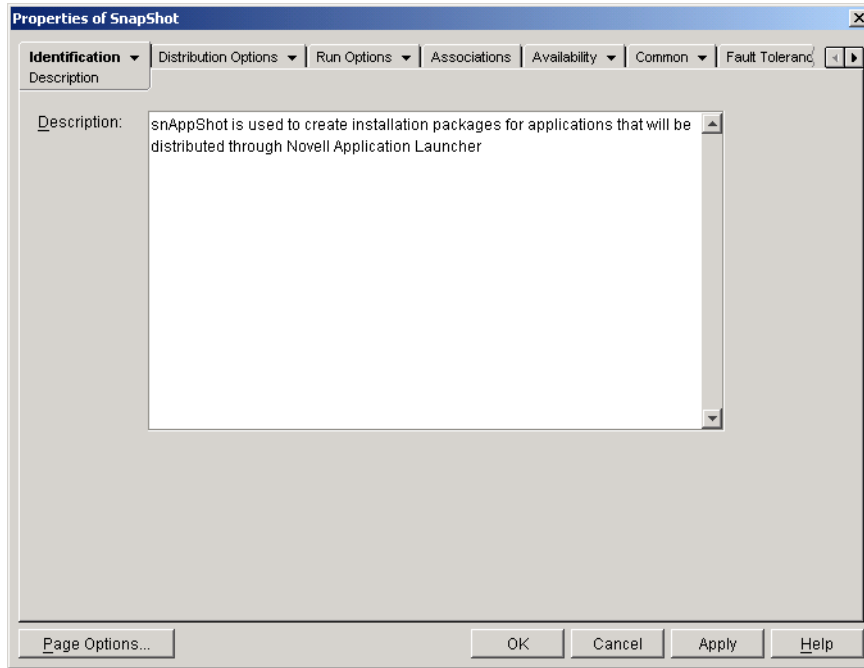 Properties of SnapShot
Identification Distribution Options Run Options Associations Availability Common Fault Toleranc
Description
Description:
snAppShot is used to create installation packages for applications that will be
distributed through Novell Application Launcher
Page Options... OK Cancel Apply Help